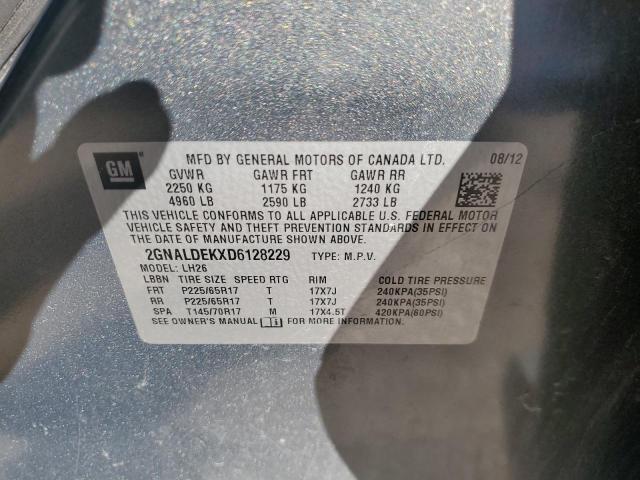 GM
MFD BY GENERAL MOTORS OF CANADA LTD. 08/12
GVWR GAWR FRT GAWR RR
2250 KG 1175 KG 1240 KG
4960 LB 2590 LB 2733 LB
THIS VEHICLE CONFORMS TO ALL APPLICABLE U.S. FEDERAL MOTOR
VEHICLE SAFETY AND THEFT PREVENTION STANDARDS IN
EFFECT ON THE DATE OF MANUFACTURE SHOWN ABOVE.
2GNALDEKXD6128229 TYPE: M.P.V.
MODEL: LH26
LBBN TIRE SIZE SPEED RTG RIM COLD TIRE PRESSURE
FRT P225/65R17 T 17X7J 240KPA(35PSI)
RR P225/65R17 T 17X7J 240KPA(35PSI)
SPA T145/70R17 M 17X4.5T 420KPA(60PSI)
SEE OWNER'S MANUAL FOR MORE INFORMATION